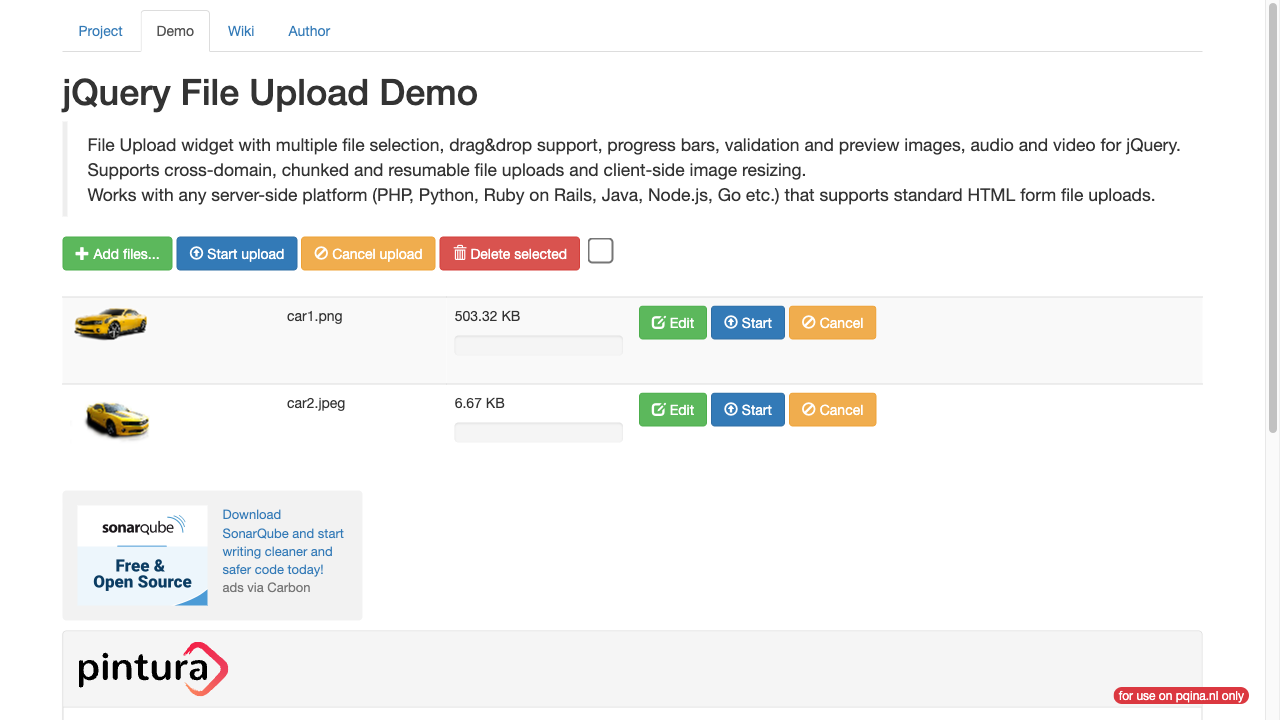 Project Demo Wiki Author
jQuery File Upload Demo
File Upload widget with multiple file selection, drag&drop support, progress bars, validation and preview images, audio and video for jQuery.
Supports cross-domain, chunked and resumable file uploads and client-side image resizing.
Works with any server-side platform (PHP, Python, Ruby on Rails, Java, Node.js, Go etc.) that supports standard HTML form file uploads.
Add files... Start upload Cancel upload Delete selected
car1.png 503.32 KB Edit Start Cancel
car2.jpeg 6.67 KB Edit Start Cancel
sonarqube
Free &
Open Source
Download
SonarQube and start
writing cleaner and
safer code today!
ads via Carbon
pintura
for use on pqina.nl only